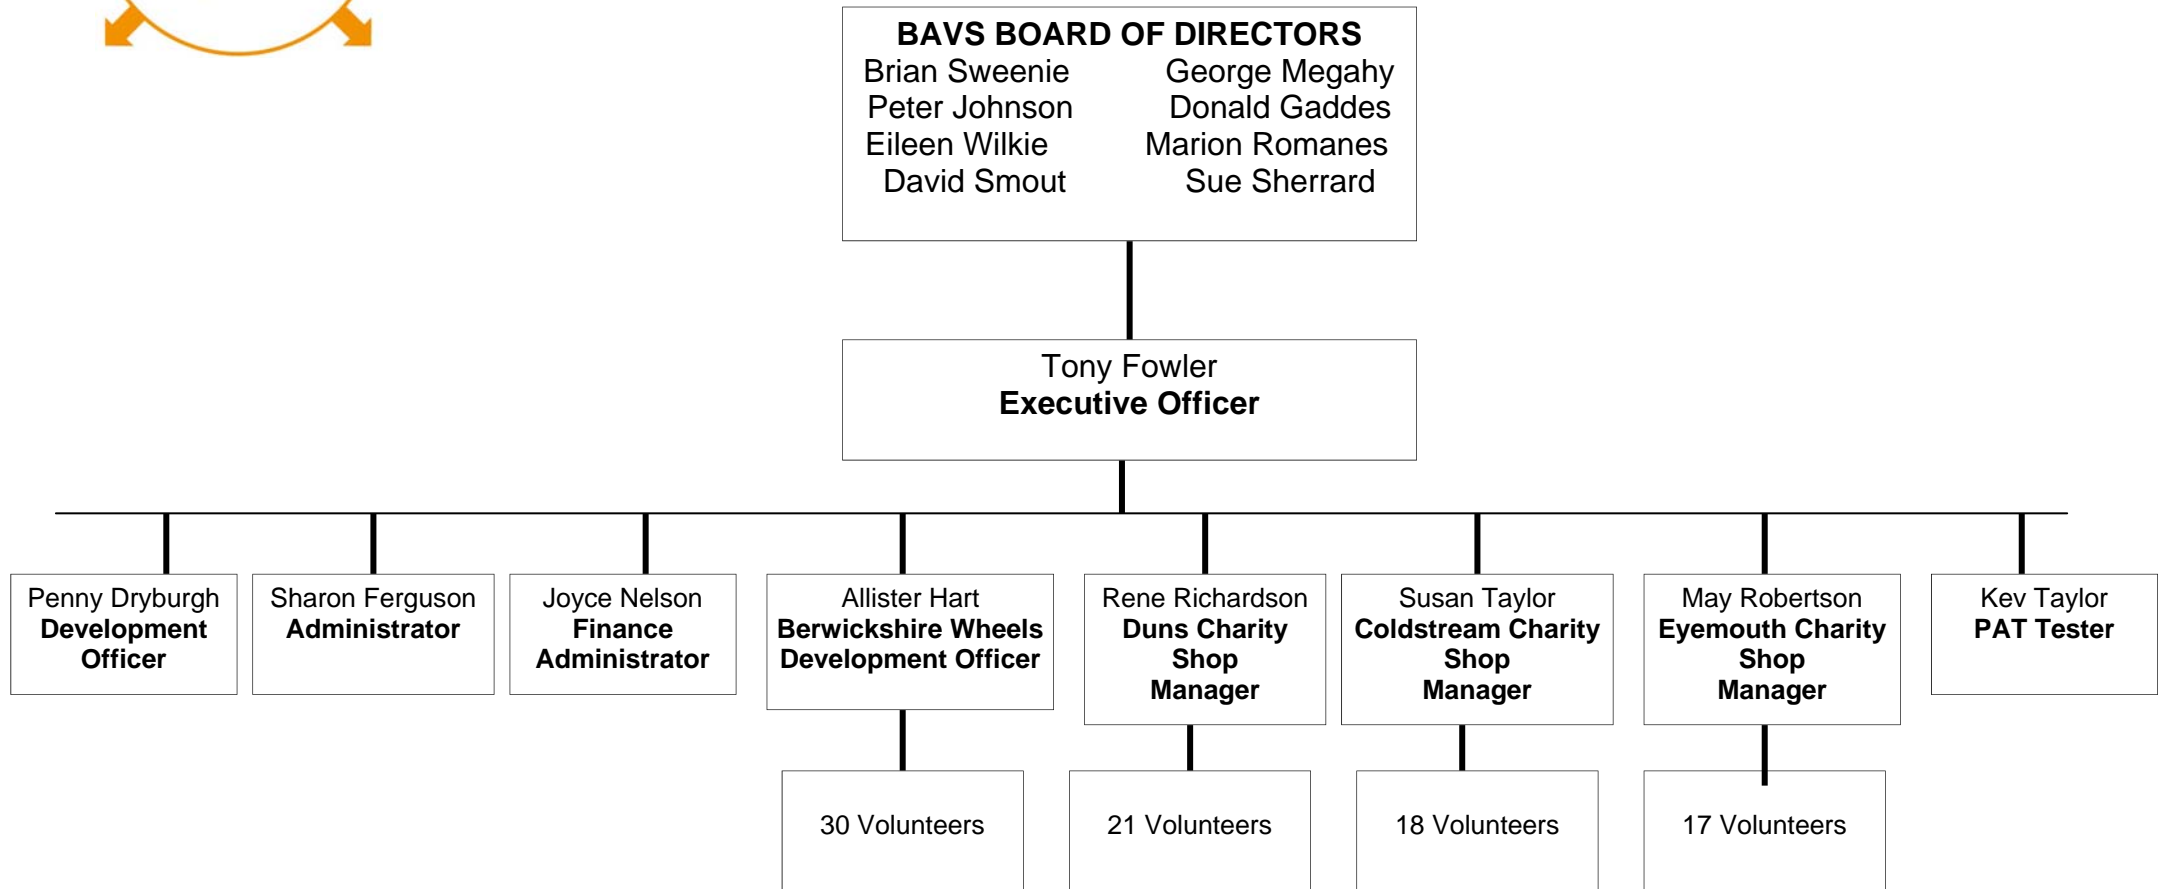 BAVS BOARD OF DIRECTORS
Brian Sweenie George Megahy
Peter Johnson Donald Gaddes
Eileen Wilkie Marion Romanes
David Smout Sue Sherrard
Tony Fowler
Executive Officer
Penny Dryburgh
Development
Officer
Sharon Ferguson
Administrator
Joyce Nelson
Finance
Administrator
Allister Hart
Berwickshire Wheels
Development Officer
Rene Richardson
Duns Charity
Shop
Manager
Susan Taylor
Coldstream Charity
Shop
Manager
May Robertson
Eyemouth Charity
Shop
Manager
Kev Taylor
PAT Tester
30 Volunteers
21 Volunteers
18 Volunteers
17 Volunteers